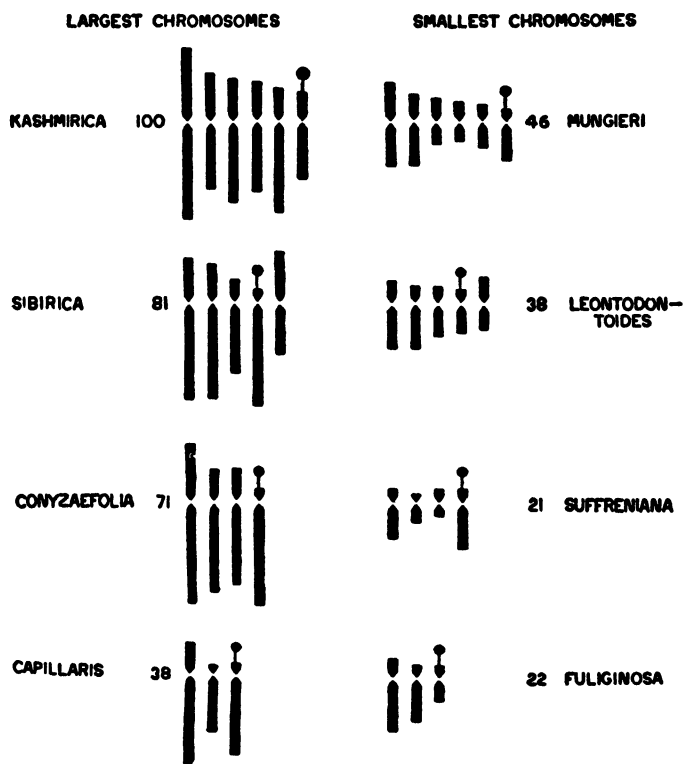 LARGEST CHROMOSOMES SMALLEST CHROMOSOMES
KASHMIRICA 100 46 MUNGIERI
SIBIRICA 81 38 LEONTODON-
TOIDES
CONYZAEFOLIA 71 21 SUFFRENIANA
CAPILLARIS 38 22 FULIGINOSA